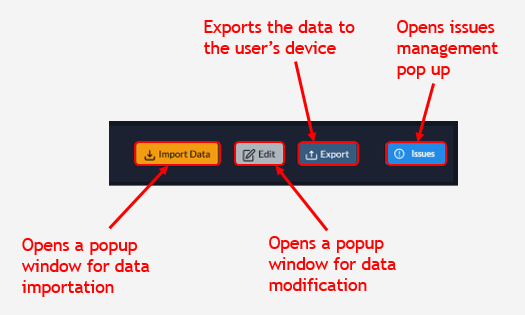 Exports the data to
the user's device
Opens issues
management
pop up
Import Data
Edit
Export
Issues
Opens a popup
window for data
importation
Opens a popup
window for data
modification